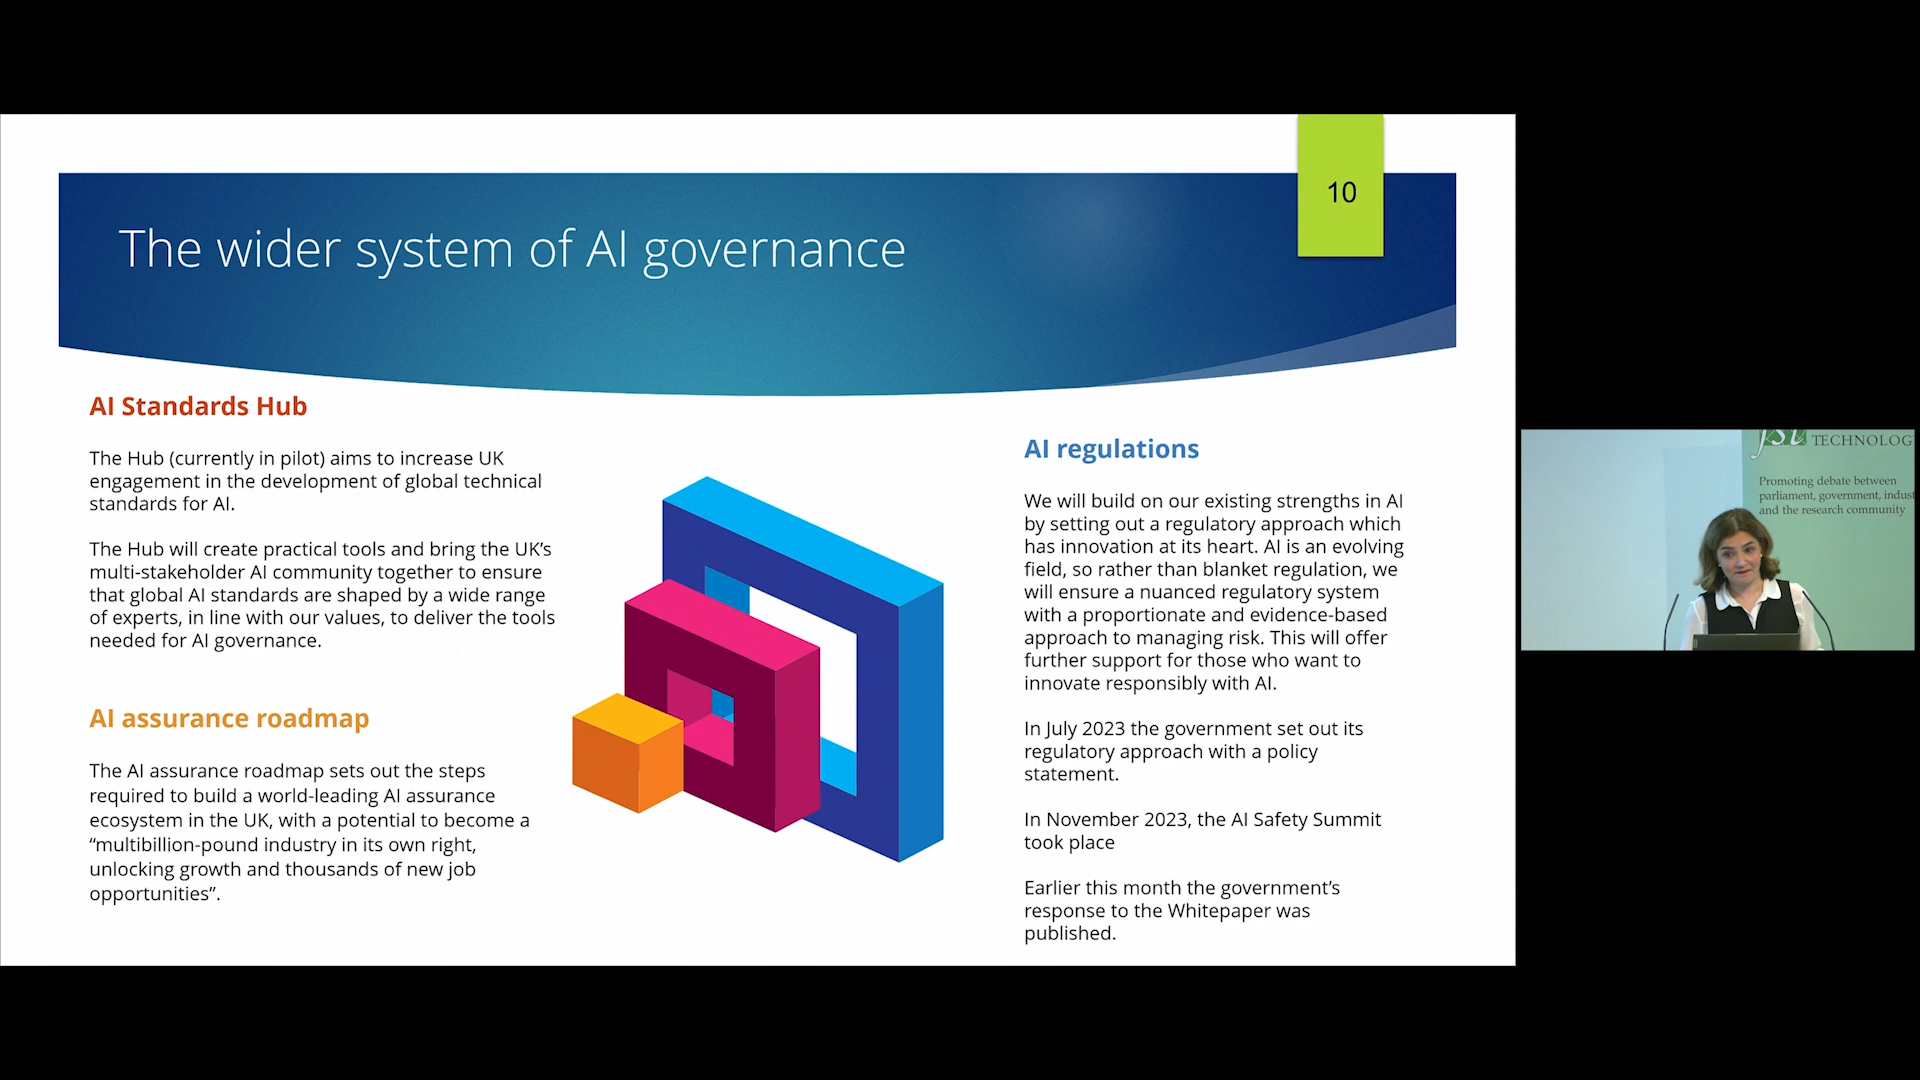 10
The wider system of AI governance
AI Standards Hub
The Hub (currently in pilot) aims to increase UK
engagement in the development of global technical
standards for AI.
The Hub will create practical tools and bring the UK’s
multi-stakeholder AI community together to ensure
that global AI standards are shaped by a wide range
of experts, in line with our values, to deliver the tools
needed for AI governance.
AI assurance roadmap
The AI assurance roadmap sets out the steps
required to build a world-leading AI assurance
ecosystem in the UK, with a potential to become a
“multibillion-pound industry in its own right,
unlocking growth and thousands of new job
opportunities”.
AI regulations
We will build on our existing strengths in AI
by setting out a regulatory approach which
has innovation at its heart. AI is an evolving
field, so rather than blanket regulation, we
will ensure a nuanced regulatory system
with a proportionate and evidence-based
approach to managing risk. This will offer
further support for those who want to
innovate responsibly with AI.
In July 2023 the government set out its
regulatory approach with a policy
statement.
In November 2023, the AI Safety Summit
took place
Earlier this month the government’s
response to the Whitepaper was
published.
fst TECHNOLOG
Promoting debate between
parliament, government, indust
and the research community